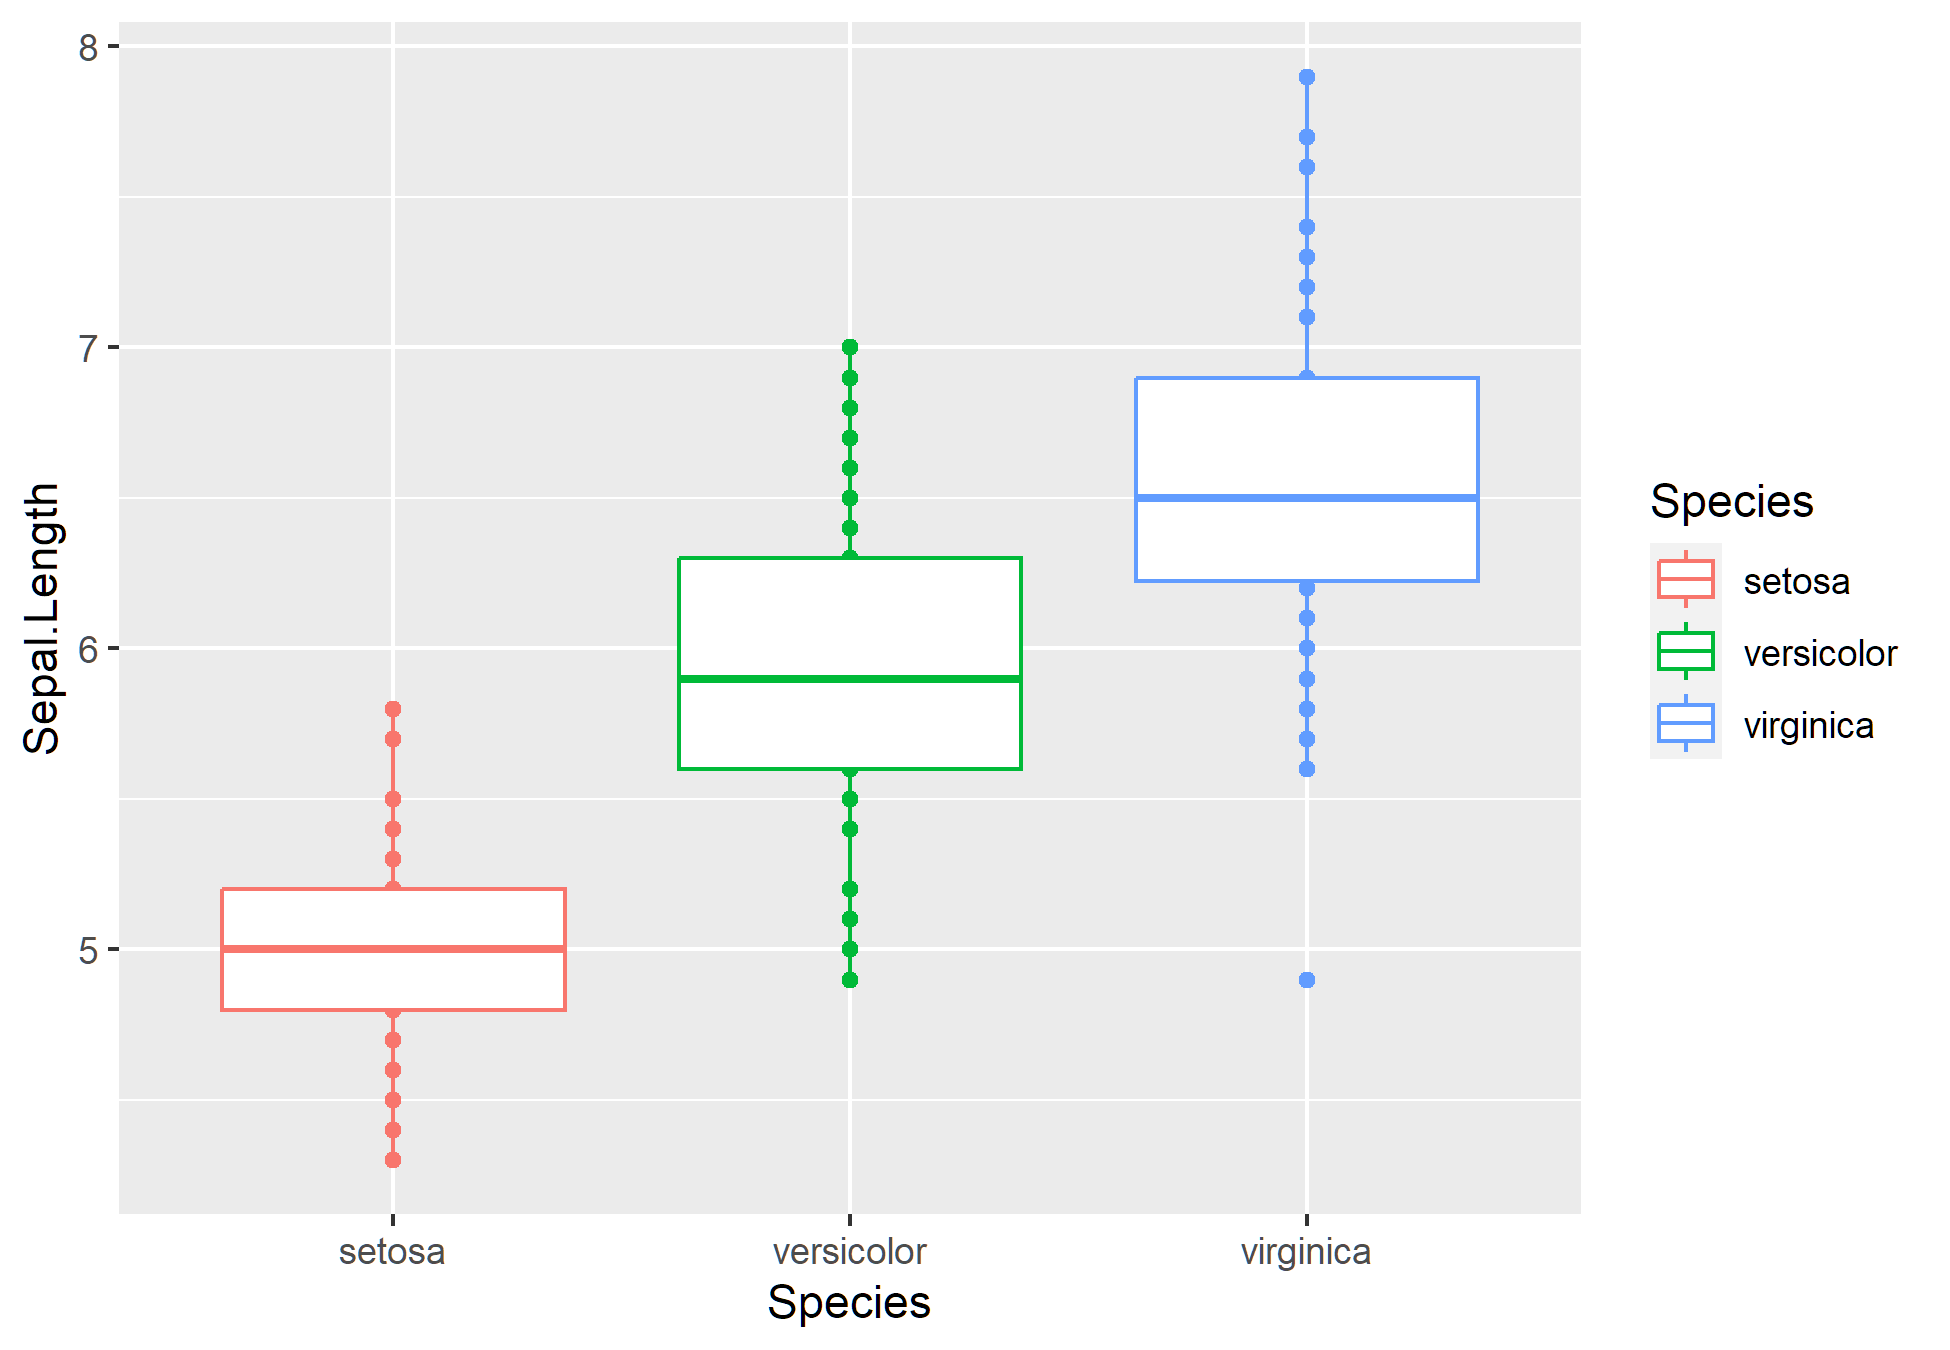 8
7
6
5
Sepal.Length
setosa
versicolor
virginica
Species
Species
setosa
versicolor
virginica